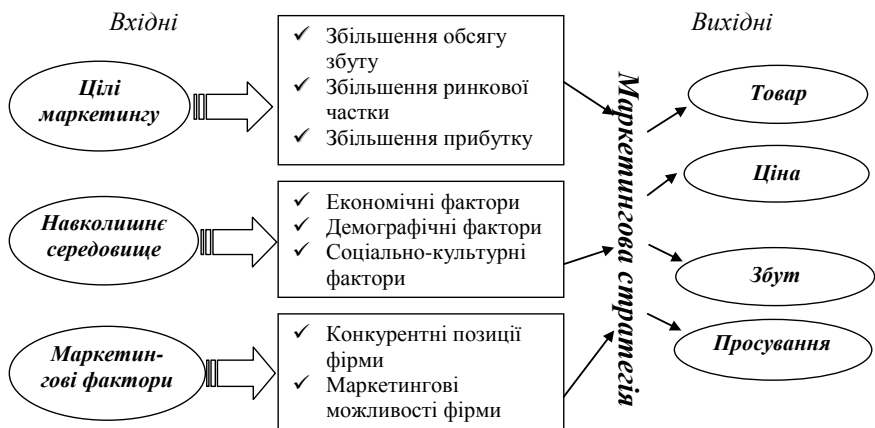 Вхідні
Вихідні
Цілі
маркетингу
✓ Збільшення обсягу
збуту
✓ Збільшення ринкової
частки
✓ Збільшення прибутку
Навколишнє
середовище
✓ Економічні фактори
✓ Демографічні фактори
✓ Соціально-культурні
фактори
Маркетин-
гові фактори
✓ Конкурентні позиції
фірми
✓ Маркетингові
можливості фірми
Маркетингова стратегія
Товар
Ціна
Збут
Просування